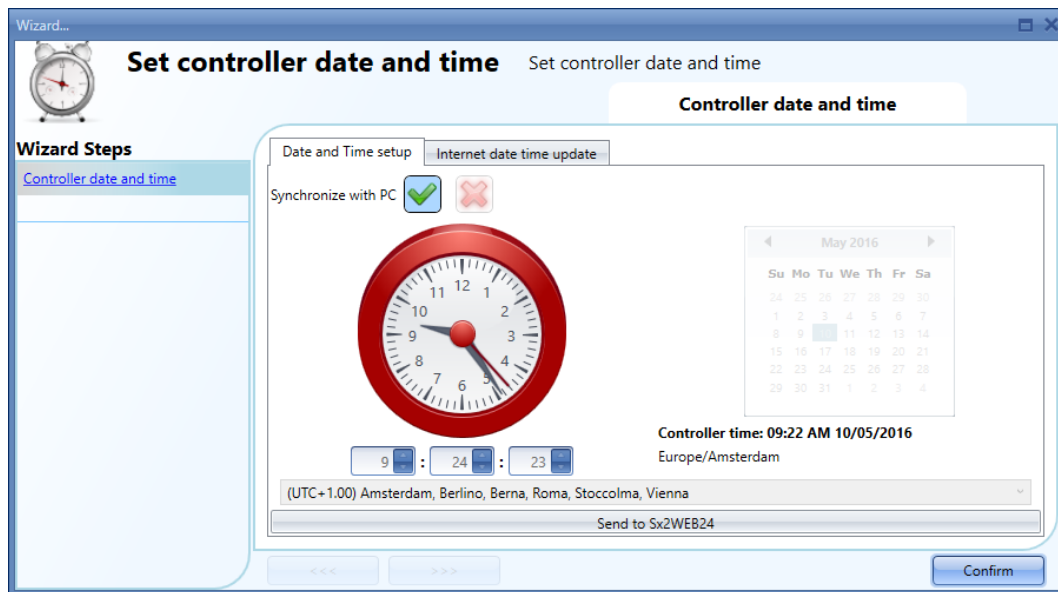 Wizard...
Set controller date and time Set controller date and time
Controller date and time
Wizard Steps
Controller date and time
Date and Time setup Internet date time update
Synchronize with PC
12
11 1
10 2
9 3
8 4
7 5
6
May 2016
Su Mo Tu We Th Fr Sa
24 25 26 27 28 29 30
1 2 3 4 5 6 7
8 9 10 11 12 13 14
15 16 17 18 19 20 21
22 23 24 25 26 27 28
29 30 31 1 2 3 4
Controller time: 09:22 AM 10/05/2016
Europe/Amsterdam
9 : 24 : 23
(UTC+1.00) Amsterdam, Berlino, Berna, Roma, Stoccolma, Vienna
Send to Sx2WEB24
<<< >>> Confirm